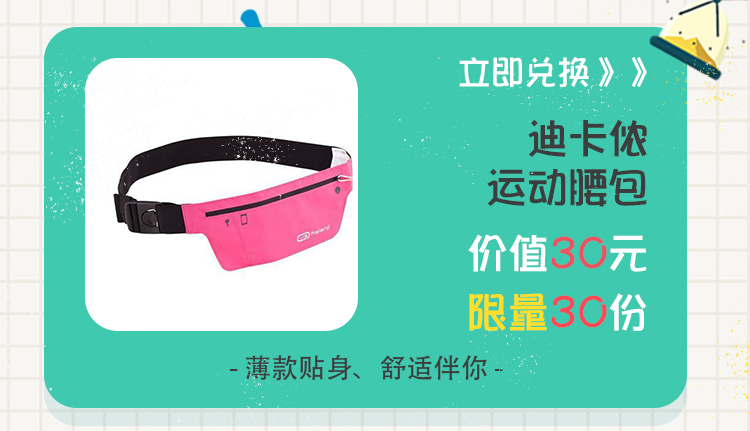 立即兑换》》
迪卡侬
运动腰包
价值30元
限量30份
kalenji
-薄款贴身、舒适伴你-